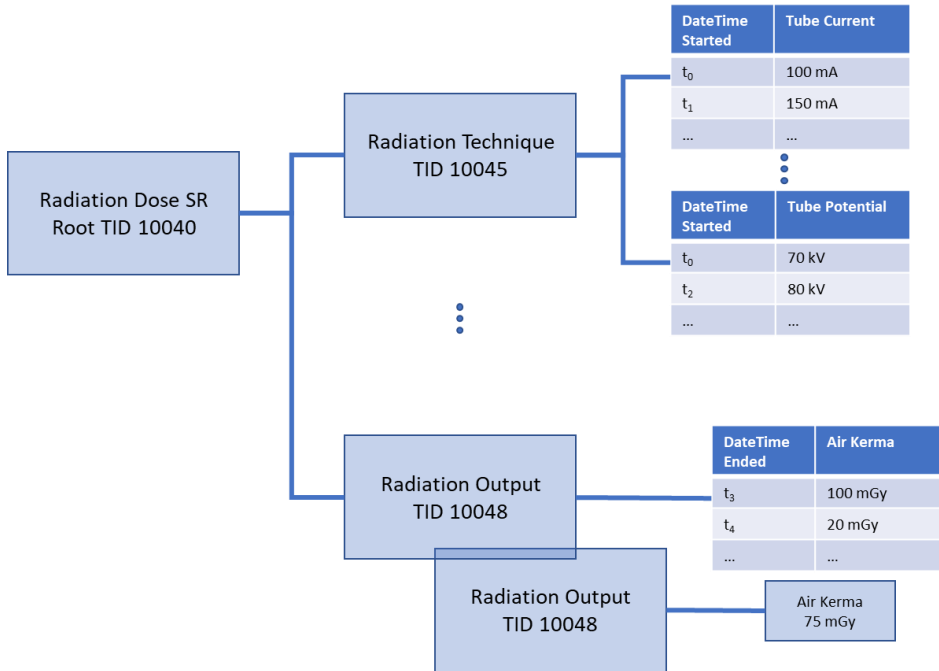 Radiation Dose SR
Root TID 10040
Radiation Technique
TID 10045
DateTime Started Tube Current
t₀ 100 mA
t₁ 150 mA
... ...
DateTime Started Tube Potential
t₀ 70 kV
t₂ 80 kV
... ...
Radiation Output
TID 10048
DateTime Ended Air Kerma
t₃ 100 mGy
t₄ 20 mGy
... ...
Radiation Output
TID 10048
Air Kerma
75 mGy